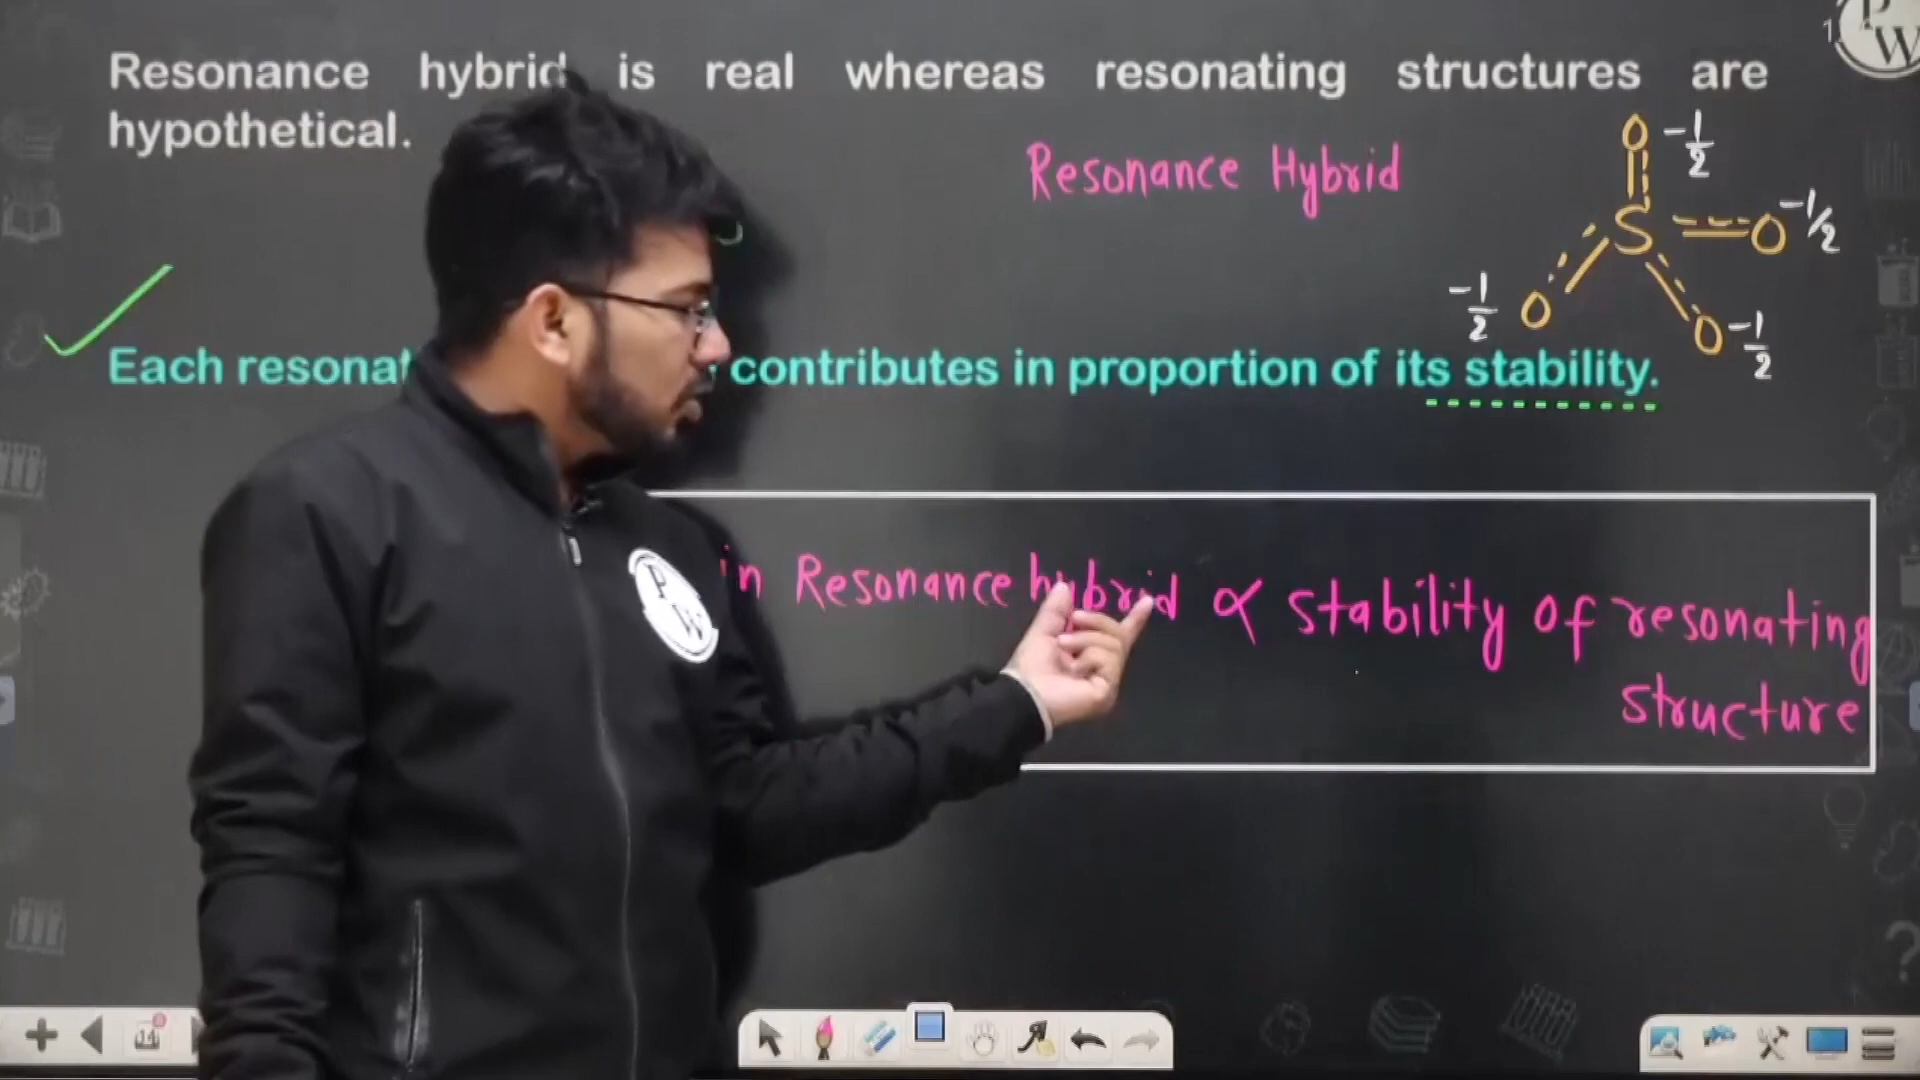 Resonance hybrid is real whereas resonating structures are
hypothetical.
Resonance Hybrid
O -1/2
S O -1/2
-1/2 O
O -1/2
Each contributes in proportion of its stability.
in Resonance hybrid ∝ stability of resonating
structure
P
W
P
W
14